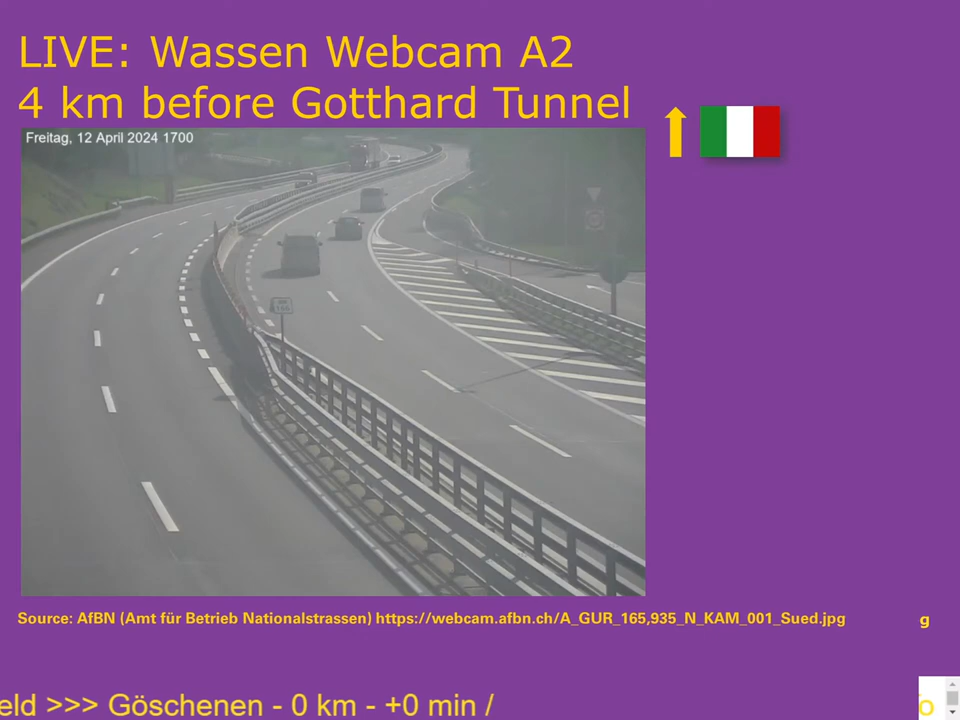 LIVE: Wassen Webcam A2
4 km before Gotthard Tunnel
Freitag, 12 April 2024 1700
Source: AfBN (Amt für Betrieb Nationalstrassen) https://webcam.afbn.ch/A_GUR_165,935_N_KAM_001_Sued.jpg
g
eld >>> Göschenen - 0 km - +0 min /
o